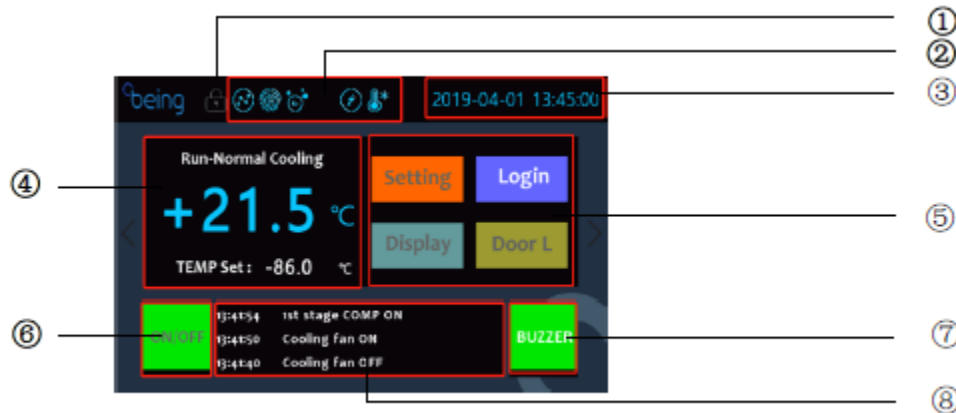 ①
②
being 2019-04-01 13:45:00 ③
④ Run-Normal Cooling
+21.5 ℃
TEMP Set: -86.0 ℃
Setting Login
Display Door L
⑤
⑥ ON/OFF
13:41:54 1st stage COMP ON
13:41:50 Cooling fan ON
13:41:40 Cooling fan OFF
BUZZER ⑦
⑧